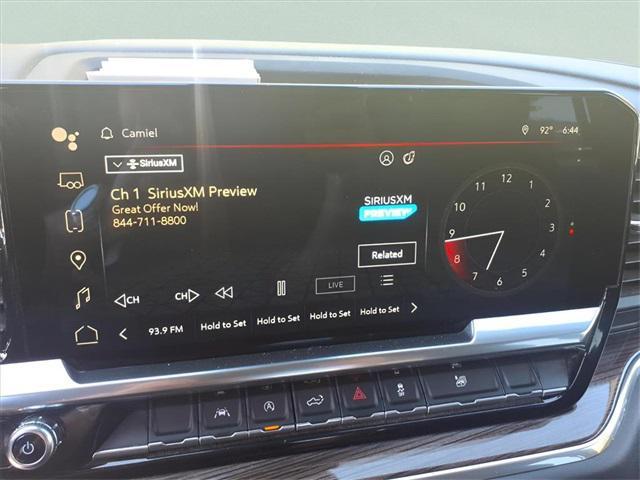 Camiel
92° 6:44
SiriusXM
Ch 1 SiriusXM Preview
Great Offer Now!
844-711-8800
SIRIUSXM
PREVIEW
Related
12
11
1
10
2
9
3
8
4
7
5
6
CH
CH
LIVE
93.9 FM
Hold to Set
Hold to Set
Hold to Set
Hold to Set